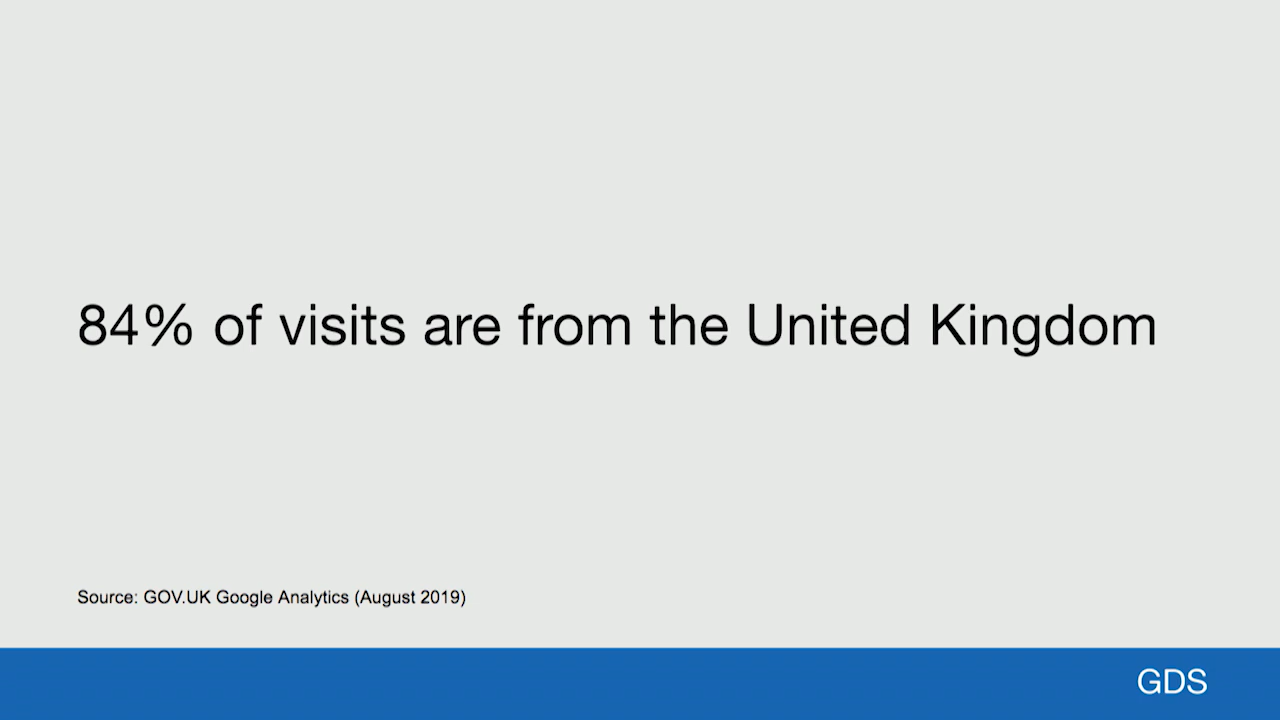 84% of visits are from the United Kingdom
Source: GOV.UK Google Analytics (August 2019)
GDS